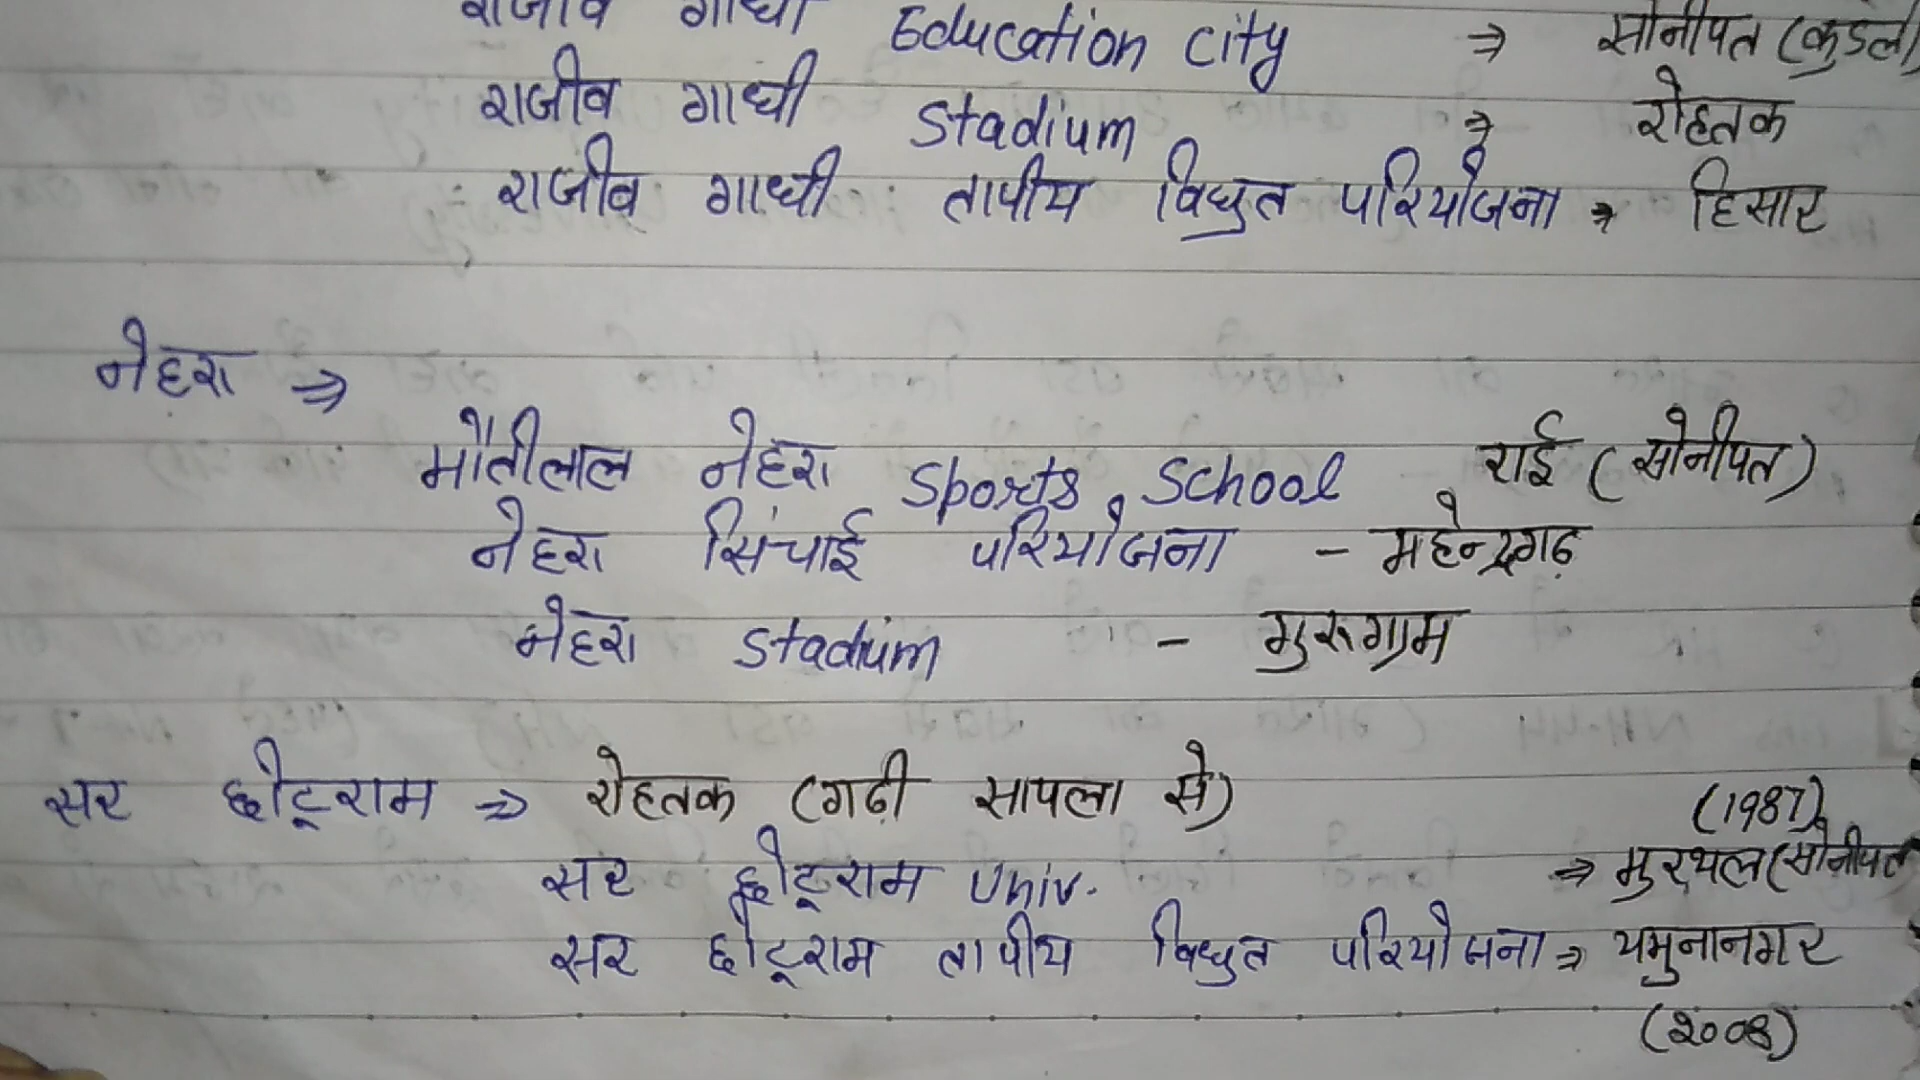 राजीव गाधी Education City ⇒ सोनीपत (कुडली)
राजीव गाधी Stadium ⇒ रोहतक
राजीव गाधी तापीय विधुत परियोजना ⇒ हिसार
नेहरा ⇒
मौतीलाल नेहरा Sports School राई (सोनीपत)
नेहरा सिंचाई परियोजना - महेन्द्रगढ़
नेहरा Stadium - गुरुग्राम
सर छोटूराम ⇒ रोहतक (गढ़ी सापला से)
(1987)
सर छोटूराम Univ. ⇒ मुरथल (सोनीपत
सर छोटूराम तापीय विधुत परियोजना ⇒ यमुनानगर
(2008)